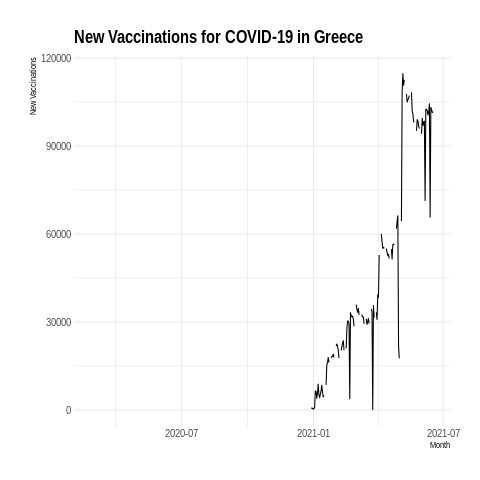 New Vaccinations for COVID-19 in Greece
New Vaccinations
120000
90000
60000
30000
0
2020-07
2021-01
2021-07
Month